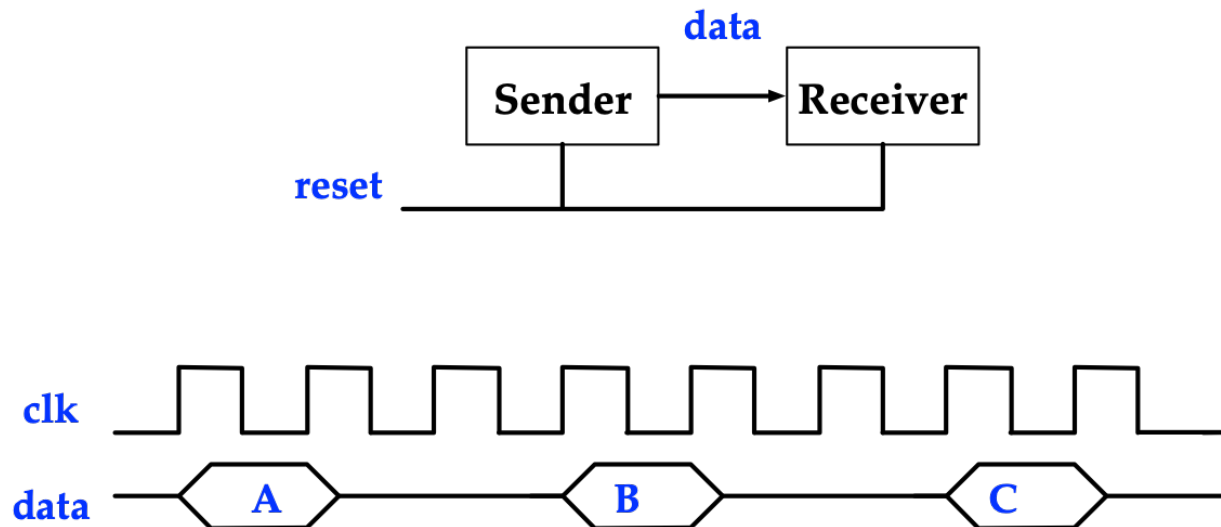 data
Sender
Receiver
reset
clk
data
A
B
C